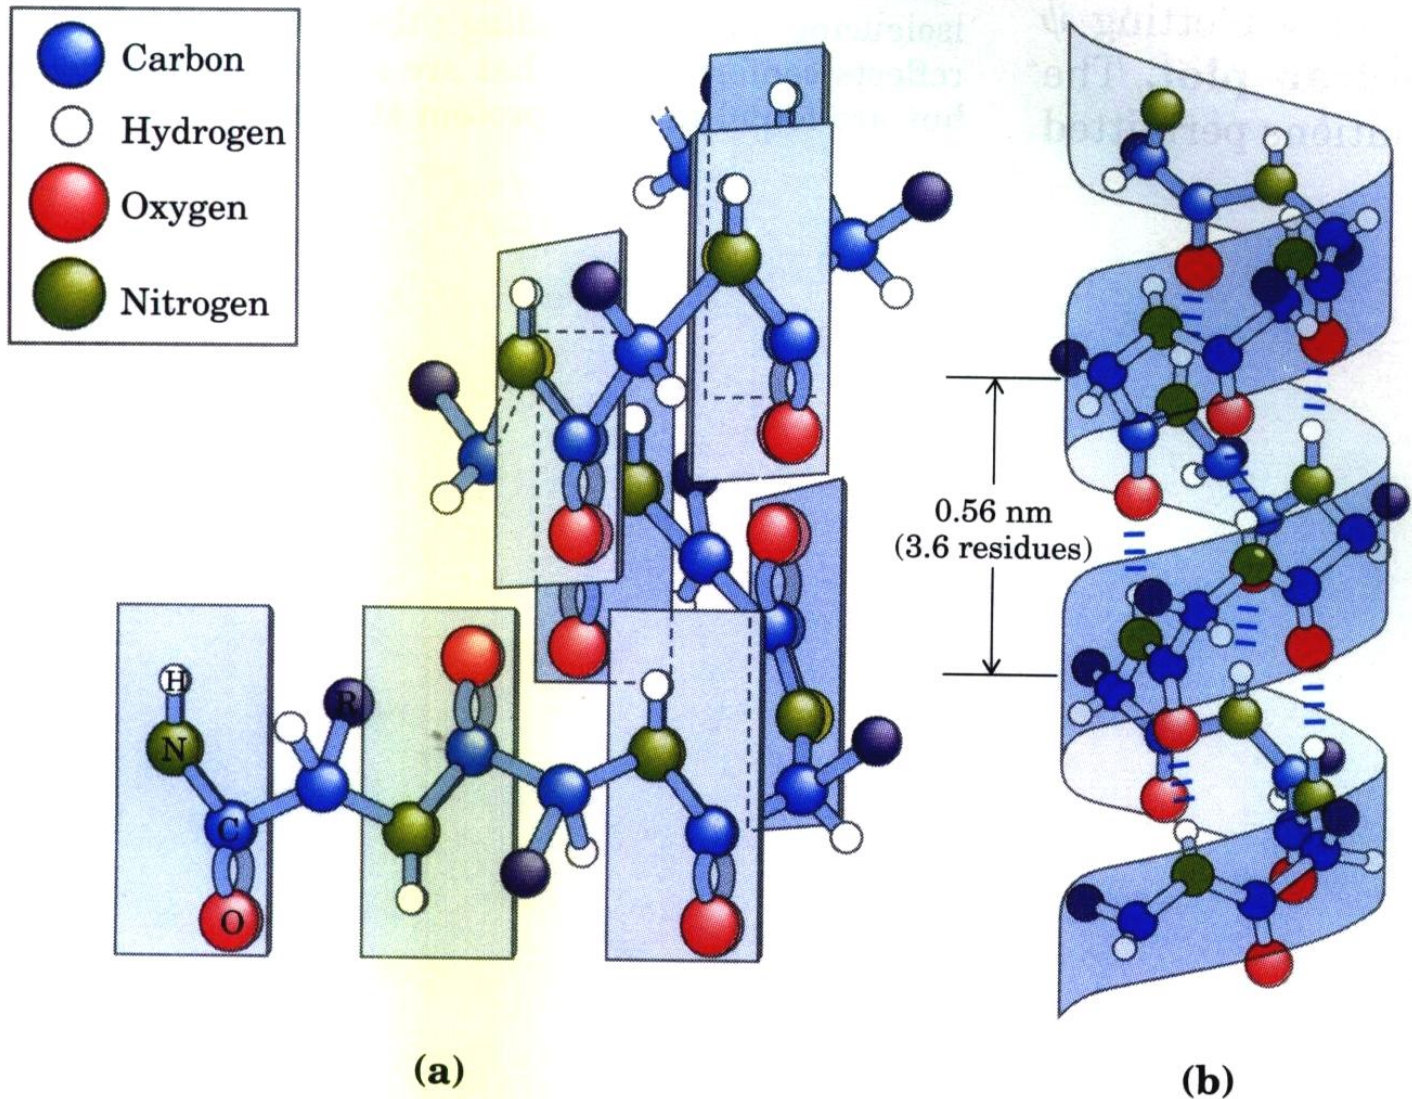 Carbon
Hydrogen
Oxygen
Nitrogen
H
R
N
C
O
0.56 nm
(3.6 residues)
(a)
(b)